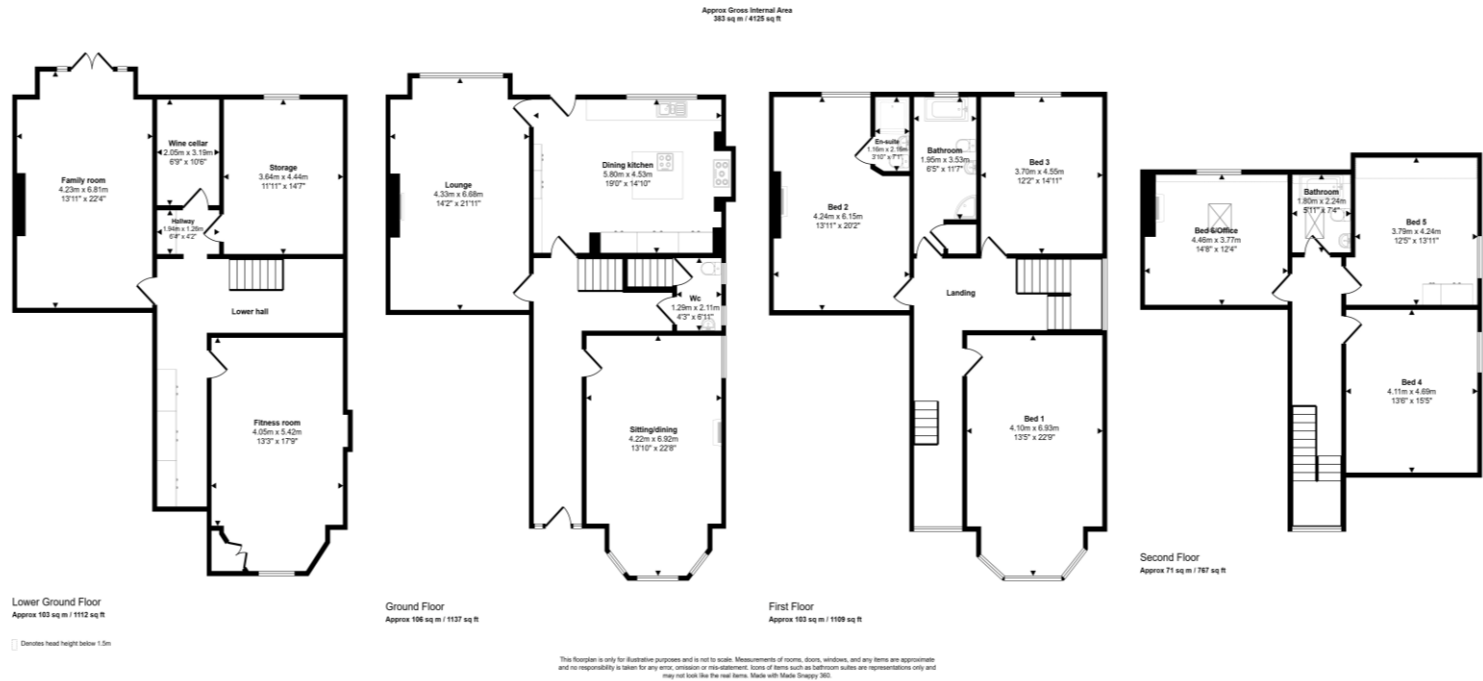 Approx Gross Internal Area
383 sq m / 4125 sq ft
Family room
4.23m x 6.81m
13'11" x 22'4"
Wine cellar
2.05m x 3.19m
6'9" x 10'6"
Storage
3.64m x 4.44m
11'11" x 14'7"
Hallway
1.94m x 1.28m
6'4" x 4'2"
Lower hall
Fitness room
4.05m x 5.42m
13'3" x 17'9"
Lower Ground Floor
Approx 103 sq m / 1112 sq ft
Denotes head height below 1.5m
Lounge
4.33m x 6.68m
14'2" x 21'11"
Dining kitchen
5.80m x 4.53m
19'0" x 14'10"
Wc
1.29m x 2.11m
4'3" x 6'11"
Sitting/dining
4.22m x 6.92m
13'10" x 22'8"
Ground Floor
Approx 106 sq m / 1137 sq ft
Bed 2
4.24m x 6.15m
13'11" x 20'2"
En-suite
1.16m x 2.16m
3'10" x 7'1"
Bathroom
1.95m x 3.53m
6'5" x 11'7"
Bed 3
3.70m x 4.55m
12'2" x 14'11"
Landing
Bed 1
4.10m x 6.93m
13'5" x 22'9"
First Floor
Approx 103 sq m / 1109 sq ft
Bed 6/Office
4.46m x 3.77m
14'8" x 12'4"
Bathroom
1.80m x 2.24m
5'11" x 7'4"
Bed 5
3.79m x 4.24m
12'5" x 13'11"
Bed 4
4.11m x 4.69m
13'6" x 15'5"
Second Floor
Approx 71 sq m / 767 sq ft
This floorplan is only for illustrative purposes and is not to scale. Measurements of rooms, doors, windows, and any items are approximate
and no responsibility is taken for any error, omission or mis-statement. Icons of items such as bathroom suites are representations only and
may not look like the real items. Made with Made Snappy 360.